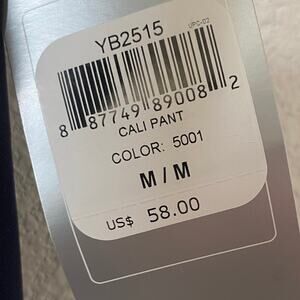 YB2515
UPC-02
8 87749 89008 2
CALI PANT
COLOR: 5001
M / M
US$ 58.00